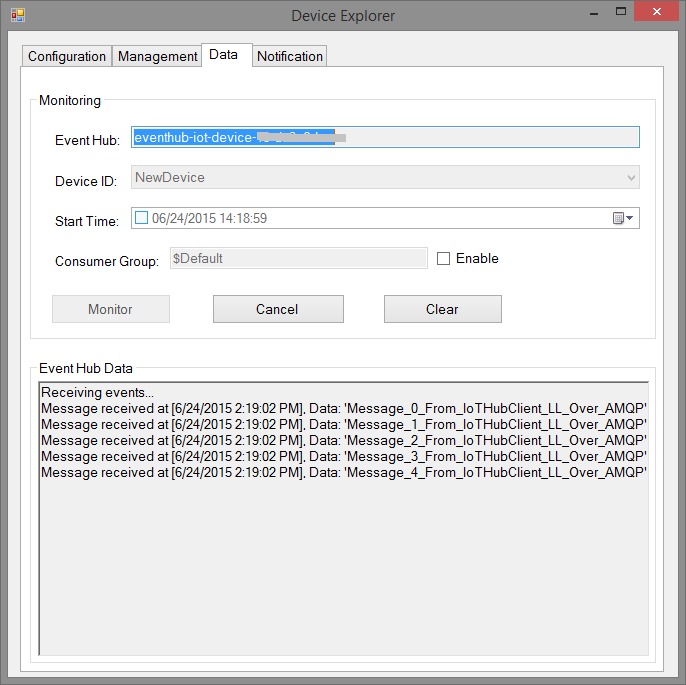 Device Explorer
Configuration Management Data Notification
Monitoring
Event Hub: eventhub-iot-device-
Device ID: NewDevice
Start Time: 06/24/2015 14:18:59
Consumer Group: $Default Enable
Monitor Cancel Clear
Event Hub Data
Receiving events...
Message received at [6/24/2015 2:19:02 PM], Data: 'Message_0_From_IoTHubClient_LL_Over_AMQP'
Message received at [6/24/2015 2:19:02 PM], Data: 'Message_1_From_IoTHubClient_LL_Over_AMQP'
Message received at [6/24/2015 2:19:02 PM], Data: 'Message_2_From_IoTHubClient_LL_Over_AMQP'
Message received at [6/24/2015 2:19:02 PM], Data: 'Message_3_From_IoTHubClient_LL_Over_AMQP'
Message received at [6/24/2015 2:19:02 PM], Data: 'Message_4_From_IoTHubClient_LL_Over_AMQP'